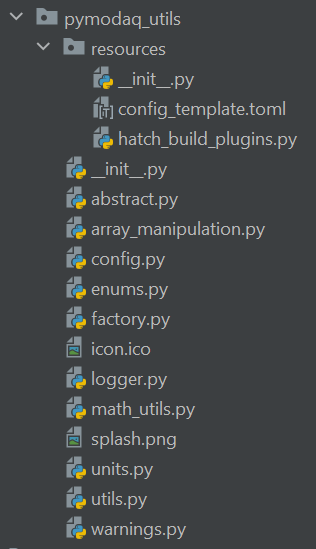 pymodaq_utils
resources
__init__.py
config_template.toml
hatch_build_plugins.py
__init__.py
abstract.py
array_manipulation.py
config.py
enums.py
factory.py
icon.ico
logger.py
math_utils.py
splash.png
units.py
utils.py
warnings.py